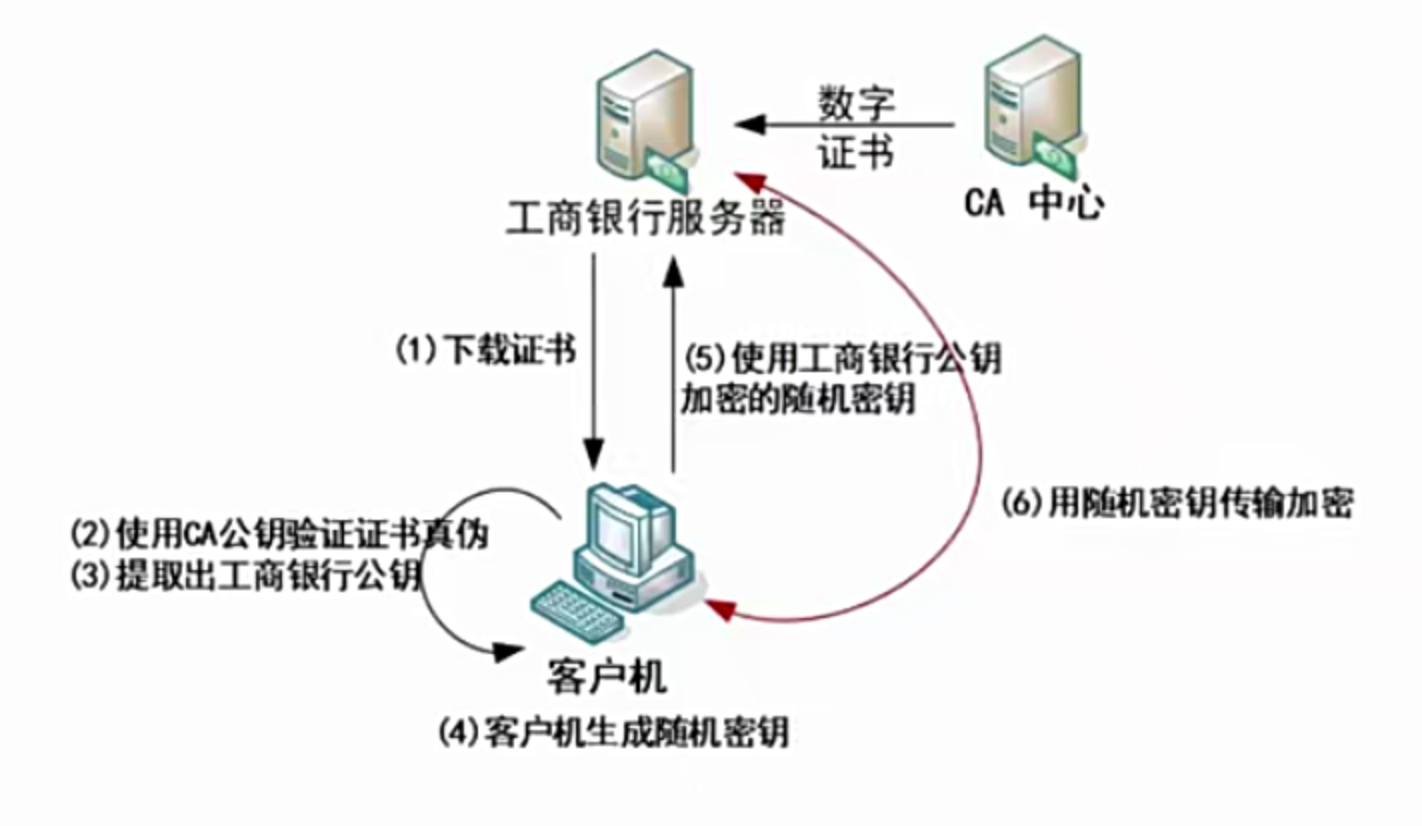 数字
证书
CA 中心
工商银行服务器
(1)下载证书
(5)使用工商银行公钥
加密的随机密钥
(6)用随机密钥传输加密
(2)使用CA公钥验证证书真伪
(3)提取出工商银行公钥
客户机
(4)客户机生成随机密钥